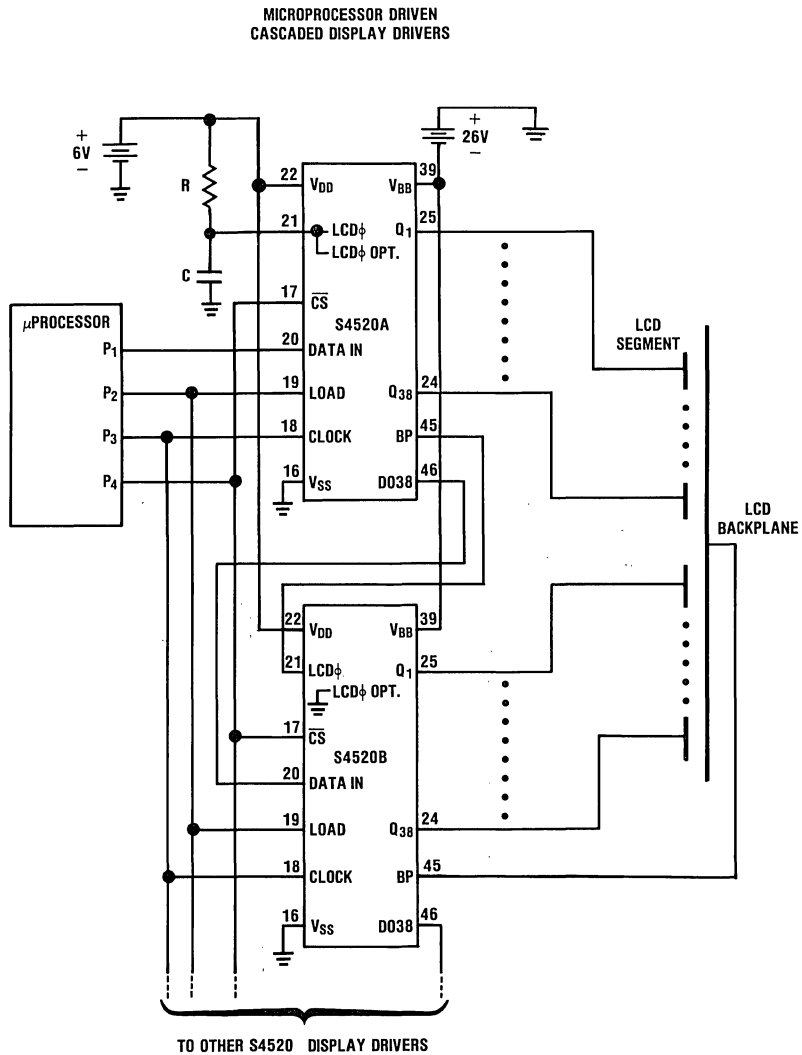 MICROPROCESSOR DRIVEN
CASCADED DISPLAY DRIVERS
+
6V
−
+
26V
−
R
C
22
VDD
VBB
39
21
LCDϕ
LCDϕ OPT.
Q1
25
17
C̅S̅
S4520A
20
DATA IN
19
LOAD
Q38
24
18
CLOCK
BP
45
16
VSS
DO38
46
μPROCESSOR
P1
P2
P3
P4
LCD
SEGMENT
LCD
BACKPLANE
22
VDD
VBB
39
21
LCDϕ
LCDϕ OPT.
Q1
25
17
C̅S̅
S4520B
20
DATA IN
19
LOAD
Q38
24
18
CLOCK
BP
45
16
VSS
DO38
46
TO OTHER S4520 DISPLAY DRIVERS